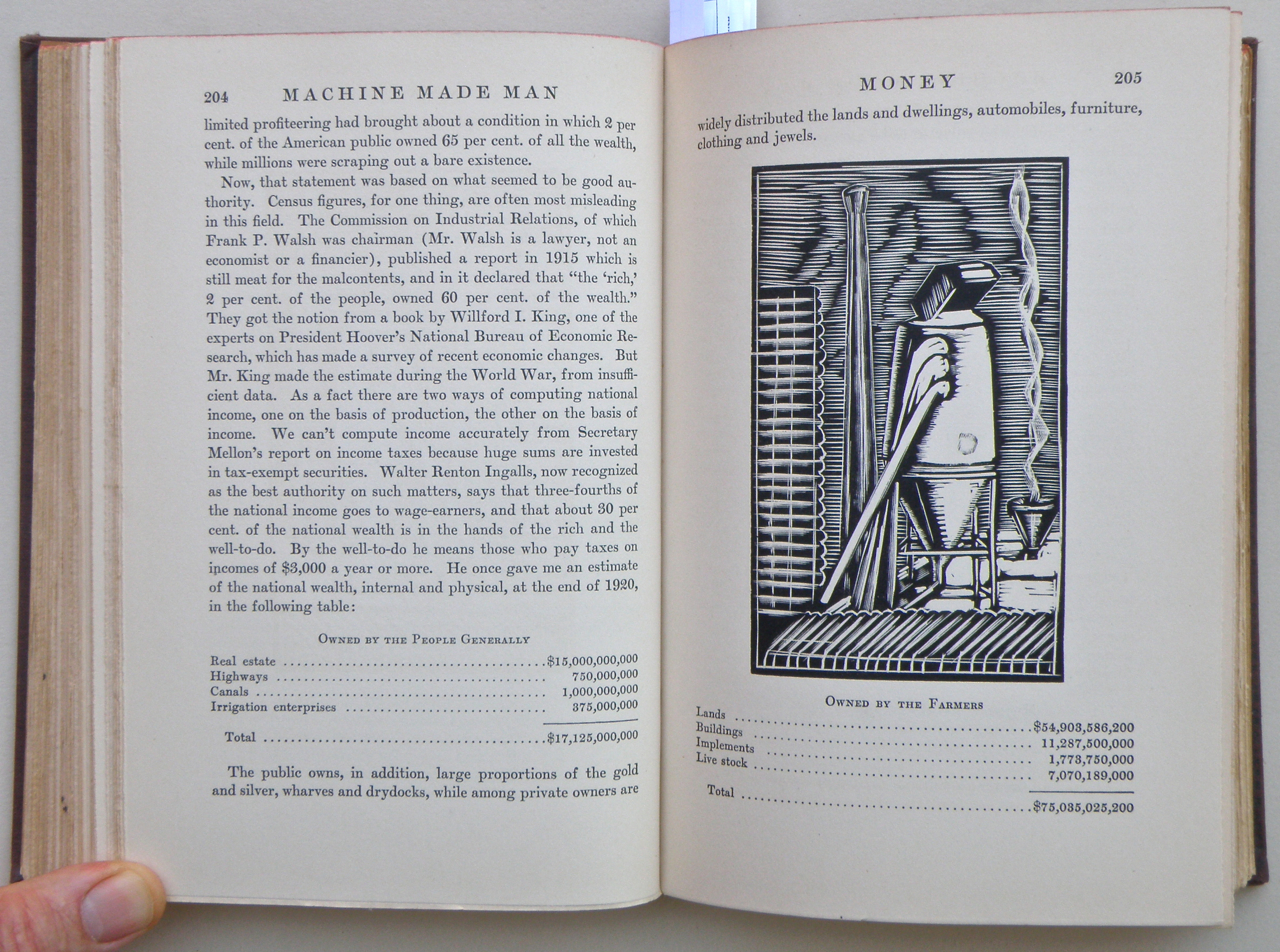 204 MACHINE MADE MAN
limited profiteering had brought about a condition in which 2 per
cent. of the American public owned 65 per cent. of all the wealth,
while millions were scraping out a bare existence.
Now, that statement was based on what seemed to be good au-
thority. Census figures, for one thing, are often most misleading
in this field. The Commission on Industrial Relations, of which
Frank P. Walsh was chairman (Mr. Walsh is a lawyer, not an
economist or a financier), published a report in 1915 which is
still meat for the malcontents, and in it declared that “the ‘rich,’
2 per cent. of the people, owned 60 per cent. of the wealth.”
They got the notion from a book by Willford I. King, one of the
experts on President Hoover’s National Bureau of Economic Re-
search, which has made a survey of recent economic changes. But
Mr. King made the estimate during the World War, from insuffi-
cient data. As a fact there are two ways of computing national
income, one on the basis of production, the other on the basis of
income. We can’t compute income accurately from Secretary
Mellon’s report on income taxes because huge sums are invested
in tax-exempt securities. Walter Renton Ingalls, now recognized
as the best authority on such matters, says that three-fourths of
the national income goes to wage-earners, and that about 30 per
cent. of the national wealth is in the hands of the rich and the
well-to-do. By the well-to-do he means those who pay taxes on
incomes of $3,000 a year or more. He once gave me an estimate
of the national wealth, internal and physical, at the end of 1920,
in the following table:
OWNED BY THE PEOPLE GENERALLY
Real estate ........................................$15,000,000,000
Highways ........................................ 750,000,000
Canals ........................................ 1,000,000,000
Irrigation enterprises .............................. 375,000,000
Total ........................................$17,125,000,000
The public owns, in addition, large proportions of the gold
and silver, wharves and drydocks, while among private owners are
MONEY 205
widely distributed the lands and dwellings, automobiles, furniture,
clothing and jewels.
OWNED BY THE FARMERS
Lands ........................................$54,903,586,200
Buildings ........................................ 11,287,500,000
Implements ........................................ 1,773,750,000
Live stock ........................................ 7,070,189,000
Total ........................................$75,035,025,200